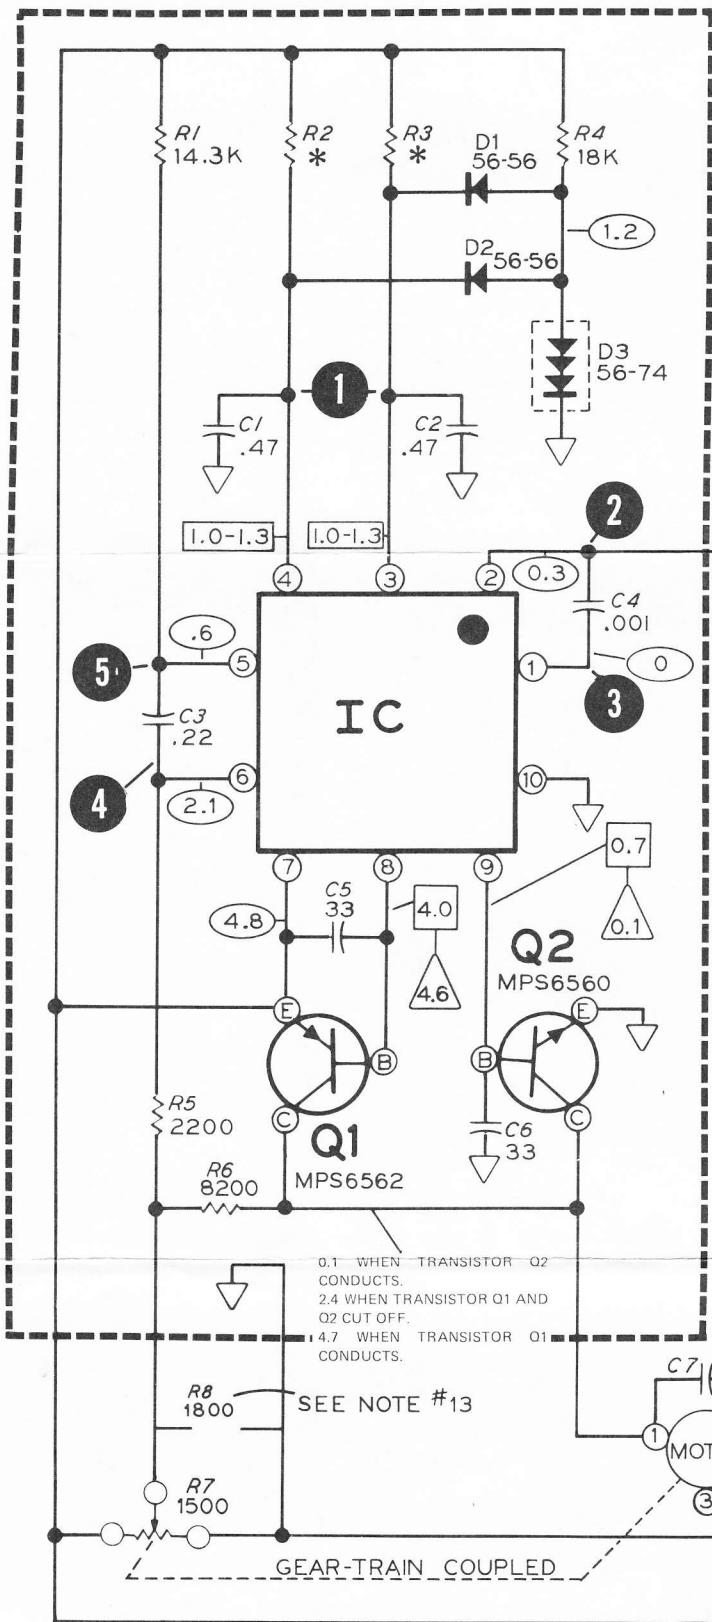 R1
14.3K
R2
*
R3
*
D1
56-56
R4
18K
1.2
D2
56-56
D3
56-74
1
C1
.47
C2
.47
1.0-1.3
1.0-1.3
2
4
3
2
0.3
C4
.001
.6
5
5
1
0
3
IC
C3
.22
4
6
2.1
10
7
8
9
0.7
0.1
4.8
C5
33
4.0
4.6
Q2
MPS6560
E
B
C
Q1
MPS6562
E
B
C
C6
33
R5
2200
R6
8200
0.1 WHEN TRANSISTOR Q2
CONDUCTS.
2.4 WHEN TRANSISTOR Q1 AND
Q2 CUT OFF.
4.7 WHEN TRANSISTOR Q1
CONDUCTS.
R8
1800
SEE NOTE #13
C7
1
MOT
3
R7
1500
GEAR-TRAIN COUPLED